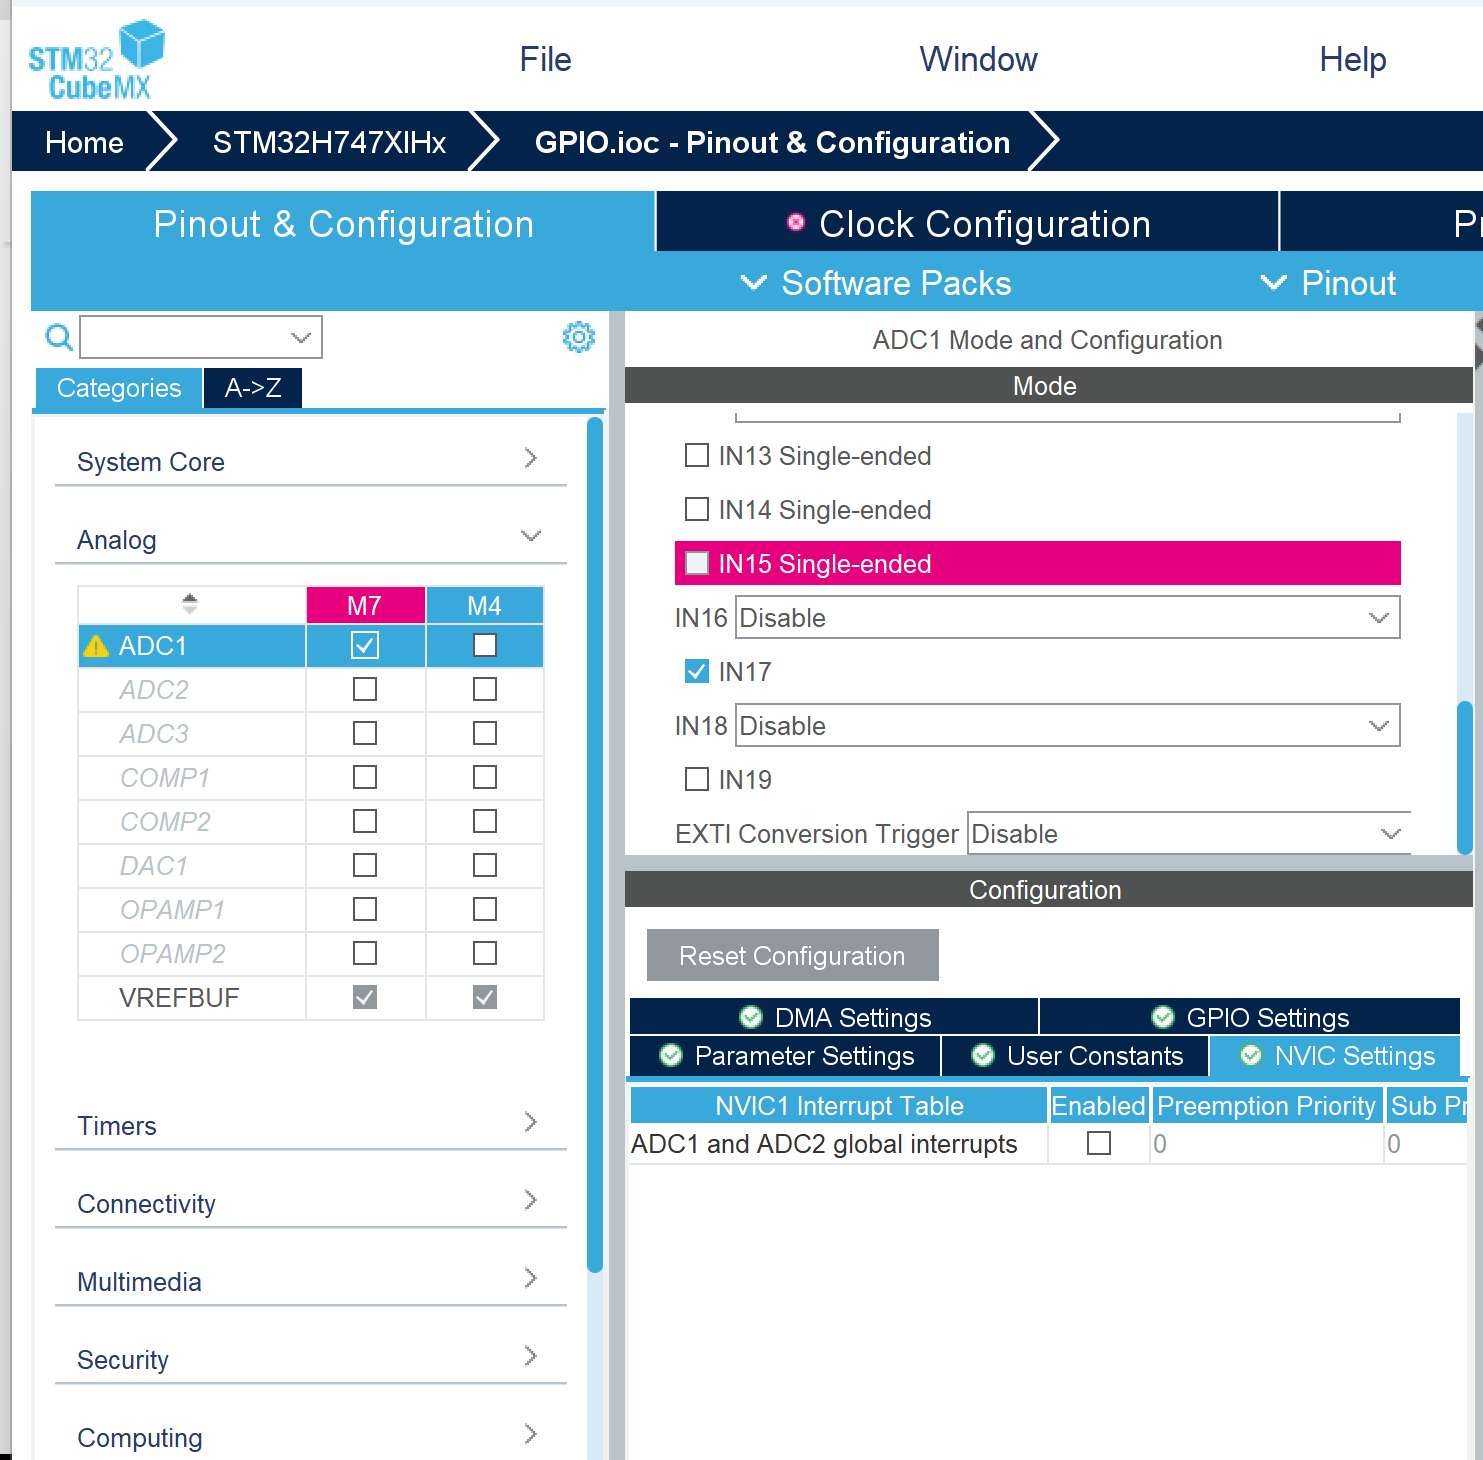 STM32
CubeMX
File
Window
Help
Home
STM32H747XIHx
GPIO.ioc - Pinout & Configuration
Pinout & Configuration
Clock Configuration
Software Packs
Pinout
Categories
A->Z
System Core
Analog
M7
M4
ADC1
ADC2
ADC3
COMP1
COMP2
DAC1
OPAMP1
OPAMP2
VREFBUF
Timers
Connectivity
Multimedia
Security
Computing
ADC1 Mode and Configuration
Mode
IN13 Single-ended
IN14 Single-ended
IN15 Single-ended
IN16 Disable
IN17
IN18 Disable
IN19
EXTI Conversion Trigger Disable
Configuration
Reset Configuration
DMA Settings
GPIO Settings
Parameter Settings
User Constants
NVIC Settings
NVIC1 Interrupt Table Enabled Preemption Priority Sub
ADC1 and ADC2 global interrupts 0 0